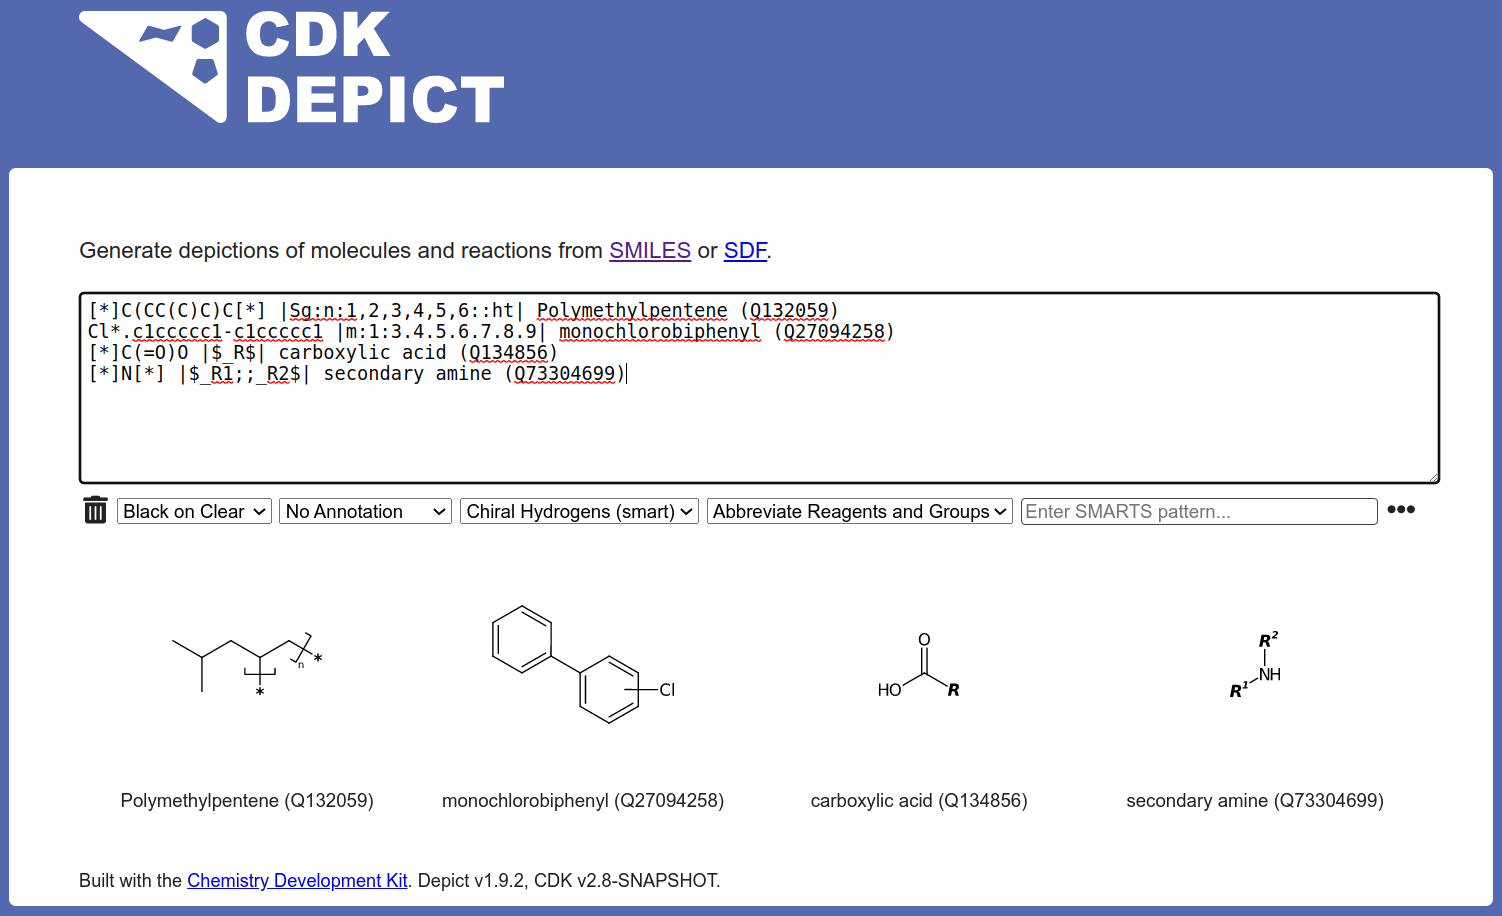 CDK
DEPICT
Generate depictions of molecules and reactions from SMILES or SDF.
[*]C(CC(C)C)C[*] |Sg:n:1,2,3,4,5,6::ht| Polymethylpentene (Q132059)
Cl*.c1ccccc1-c1ccccc1 |m:1:3.4.5.6.7.8.9| monochlorobiphenyl (Q27094258)
[*]C(=O)O |$_R$| carboxylic acid (Q134856)
[*]N[*] |$_R1;;_R2$| secondary amine (Q73304699)
Black on Clear No Annotation Chiral Hydrogens (smart) Abbreviate Reagents and Groups Enter SMARTS pattern...
n * *
Cl
O HO R
R² NH R¹
Polymethylpentene (Q132059) monochlorobiphenyl (Q27094258) carboxylic acid (Q134856) secondary amine (Q73304699)
Built with the Chemistry Development Kit. Depict v1.9.2, CDK v2.8-SNAPSHOT.